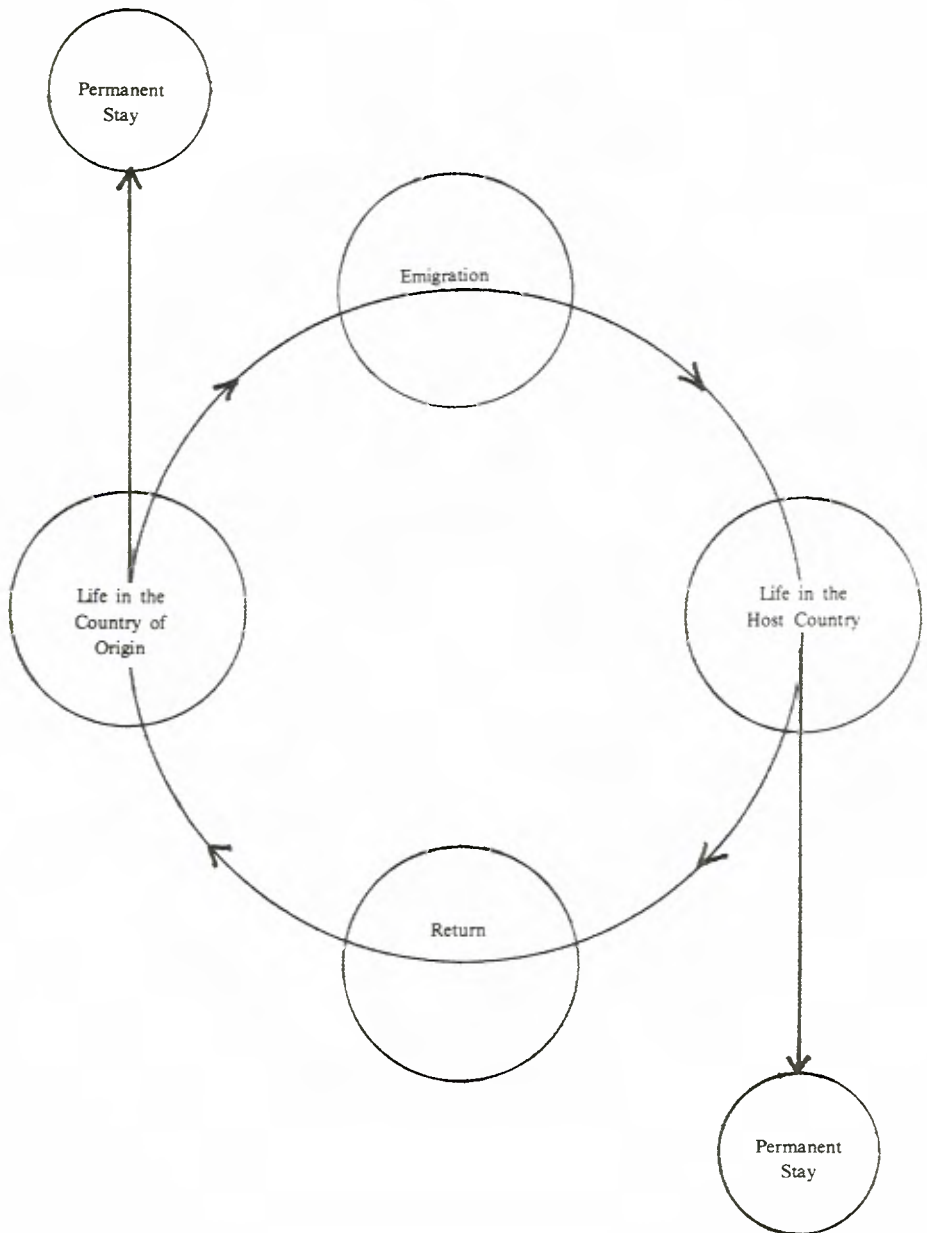 Permanent
Stay
Emigration
Life in the
Country of
Origin
Life in the
Host Country
Return
Permanent
Stay